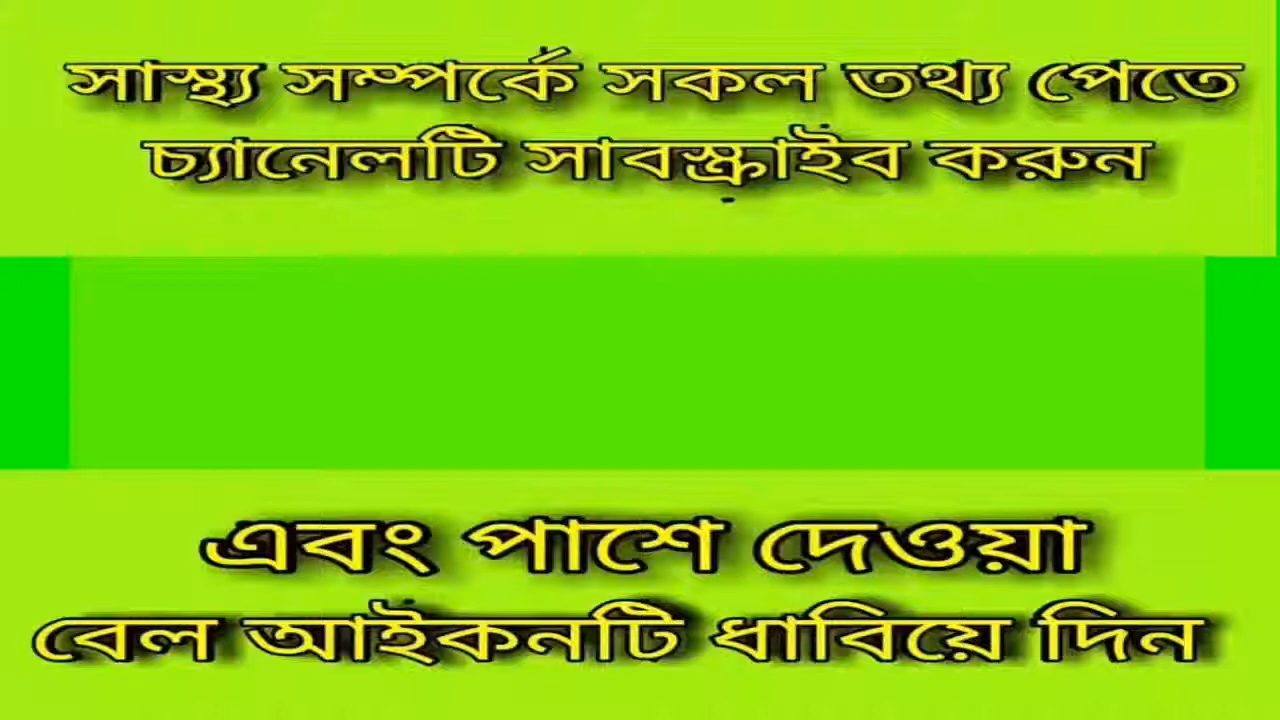 সাস্থ্য সম্পর্কে সকল তথ্য পেতে
চ্যানেলটি সাবস্ক্রাইব করুন
এবং পাশে দেওয়া
বেল আইকনটি ধাবিয়ে দিন